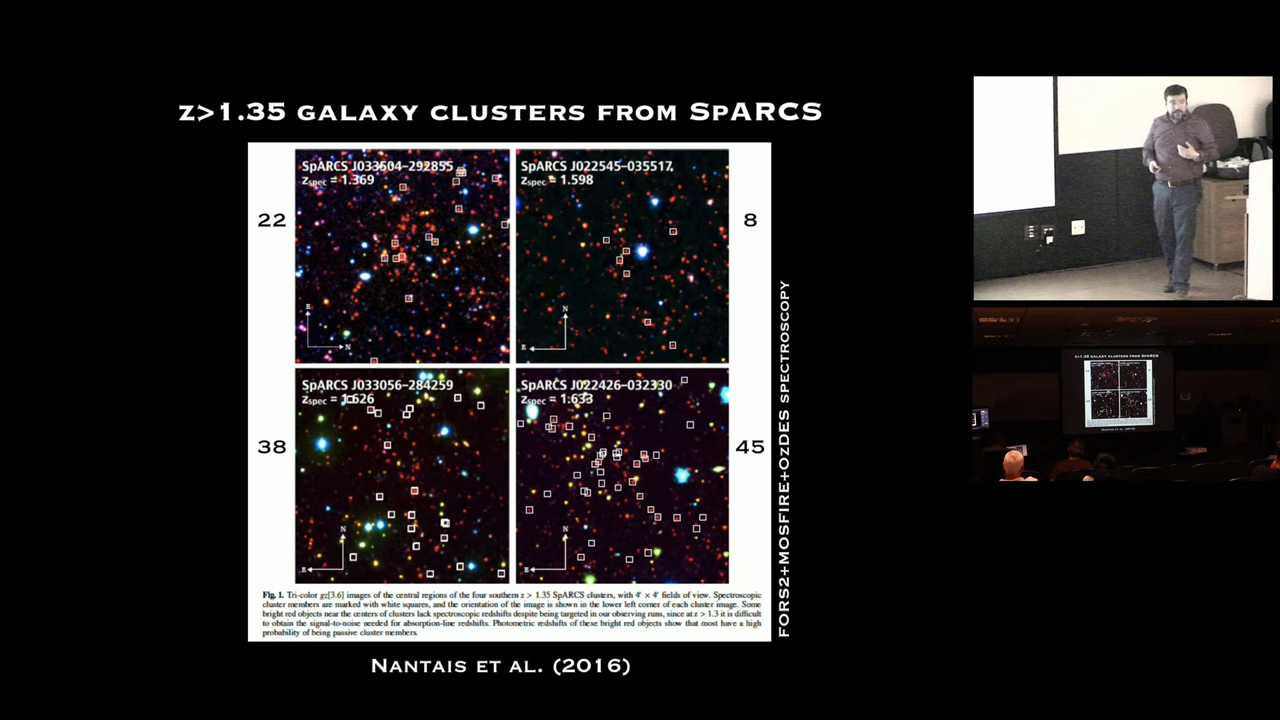 z>1.35 GALAXY CLUSTERS FROM SPARCS
SpARCS J033504–292855
zspec = 1.369
SpARCS J022545–035517
zspec = 1.598
22
8
E
N
N
E
SpARCS J033056–284259
zspec = 1.626
SpARCS J022426–032330
zspec = 1.633
38
45
N
E
N
E
FORS2+MOSFIRE+OZDES SPECTROSCOPY
Fig. 1. Tri-color gz[3.6] images of the central regions of the four southern z > 1.35 SpARCS clusters, with 4′ × 4′ fields of view. Spectroscopic
cluster members are marked with white squares, and the orientation of the image is shown in the lower left corner of each cluster image. Some
bright red objects near the centers of clusters lack spectroscopic redshifts despite being targeted in our observing runs, since at z > 1.3 it is difficult
to obtain the signal-to-noise needed for absorption-line redshifts. Photometric redshifts of these bright red objects show that most have a high
probability of being passive cluster members.
NANTAIS ET AL. (2016)